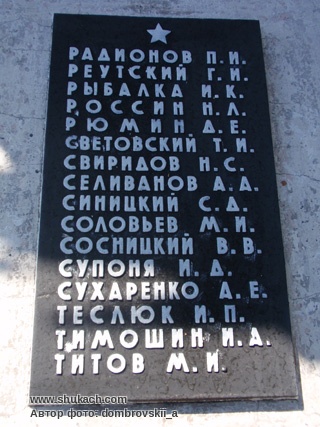 РАДИОНОВ П. И.
РЕУТСКИЙ Г. И.
РЫБАЛКА И. К.
РОССИН Н. Л.
РЮМИН Д. Е.
СВЕТОВСКИЙ Т. И.
СВИРИДОВ Н. С.
СЕЛИВАНОВ А. А.
СИНИЦКИЙ С. Д.
СОЛОВЬЕВ М. И.
СОСНИЦКИЙ В. В.
СУПОНЯ И. Д.
СУХАРЕНКО А. Е.
ТЕСЛЮК И. П.
ТИМОШИН И. А.
ТИТОВ М. И.
www.shukach.com
Автор фото: dombrovskii_a